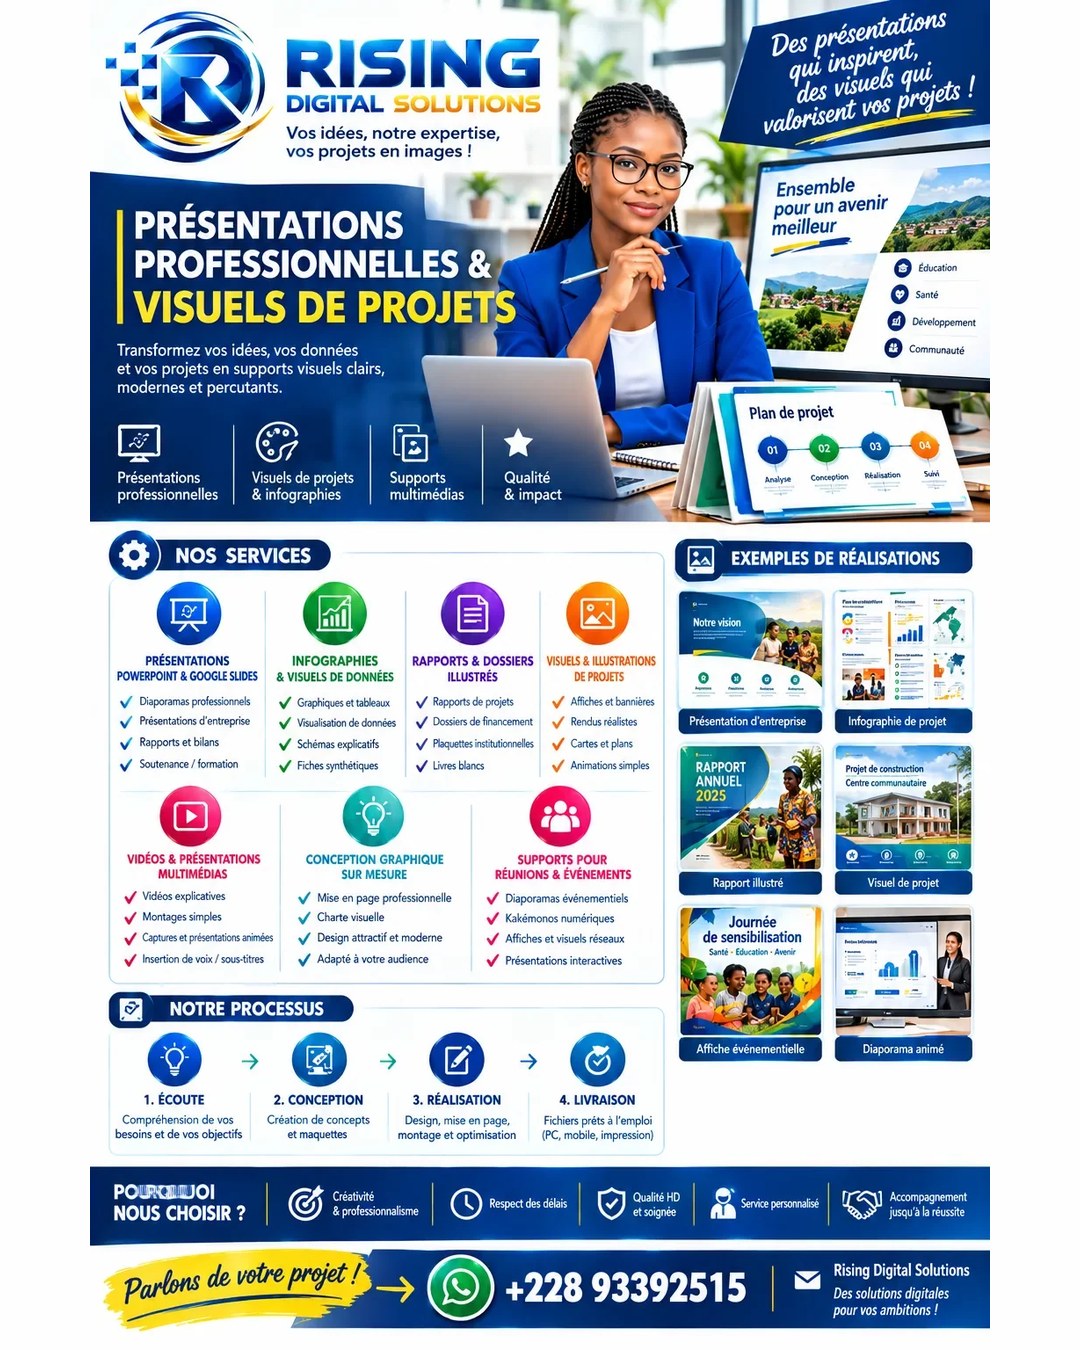 RISING
DIGITAL SOLUTIONS
Vos idées, notre expertise,
vos projets en images !
Des présentations
qui inspirent,
des visuels qui
valorisent vos projets !
PRÉSENTATIONS
PROFESSIONNELLES &
VISUELS DE PROJETS
Transformez vos idées, vos données
et vos projets en supports visuels clairs,
modernes et percutants.
Présentations
professionnelles
Visuels de projets
& infographies
Supports
multimédias
Qualité
& impact
Ensemble
pour un avenir
meilleur
Éducation
Santé
Développement
Communauté
Plan de projet
01
02
03
04
Analyse
Conception
Réalisation
Suivi
NOS SERVICES
PRÉSENTATIONS
POWERPOINT & GOOGLE SLIDES
Diaporamas professionnels
Présentations d'entreprise
Rapports et bilans
Soutenance / formation
INFOGRAPHIES
& VISUELS DE DONNÉES
Graphiques et tableaux
Visualisation de données
Schémas explicatifs
Fiches synthétiques
RAPPORTS & DOSSIERS
ILLUSTRÉS
Rapports de projets
Dossiers de financement
Plaquettes institutionnelles
Livres blancs
VISUELS & ILLUSTRATIONS
DE PROJETS
Affiches et bannières
Rendus réalistes
Cartes et plans
Animations simples
VIDÉOS & PRÉSENTATIONS
MULTIMÉDIAS
Vidéos explicatives
Montages simples
Captures et présentations animées
Insertion de voix / sous-titres
CONCEPTION GRAPHIQUE
SUR MESURE
Mise en page professionnelle
Charte visuelle
Design attractif et moderne
Adapté à votre audience
SUPPORTS POUR
RÉUNIONS & ÉVÉNEMENTS
Diaporamas événementiels
Kakémonos numériques
Affiches et visuels réseaux
Présentations interactives
EXEMPLES DE RÉALISATIONS
Notre vision
Présentation d'entreprise
Infographie de projet
RAPPORT
ANNUEL
2025
Rapport illustré
Projet de construction
Centre communautaire
Visuel de projet
Journée
de sensibilisation
Santé - Education - Avenir
Affiche événementielle
Diaporama animé
NOTRE PROCESSUS
1. ÉCOUTE
Compréhension de vos
besoins et de vos objectifs
2. CONCEPTION
Création de concepts
et maquettes
3. RÉALISATION
Design, mise en page,
montage et optimisation
4. LIVRAISON
Fichiers prêts à l'emploi
(PC, mobile, impression)
POURQUOI
NOUS CHOISIR ?
Créativité
& professionnalisme
Respect des délais
Qualité HD
et soignée
Service personnalisé
Accompagnement
jusqu'à la réussite
Parlons de votre projet !
+228 93392515
Rising Digital Solutions
Des solutions digitales
pour vos ambitions !